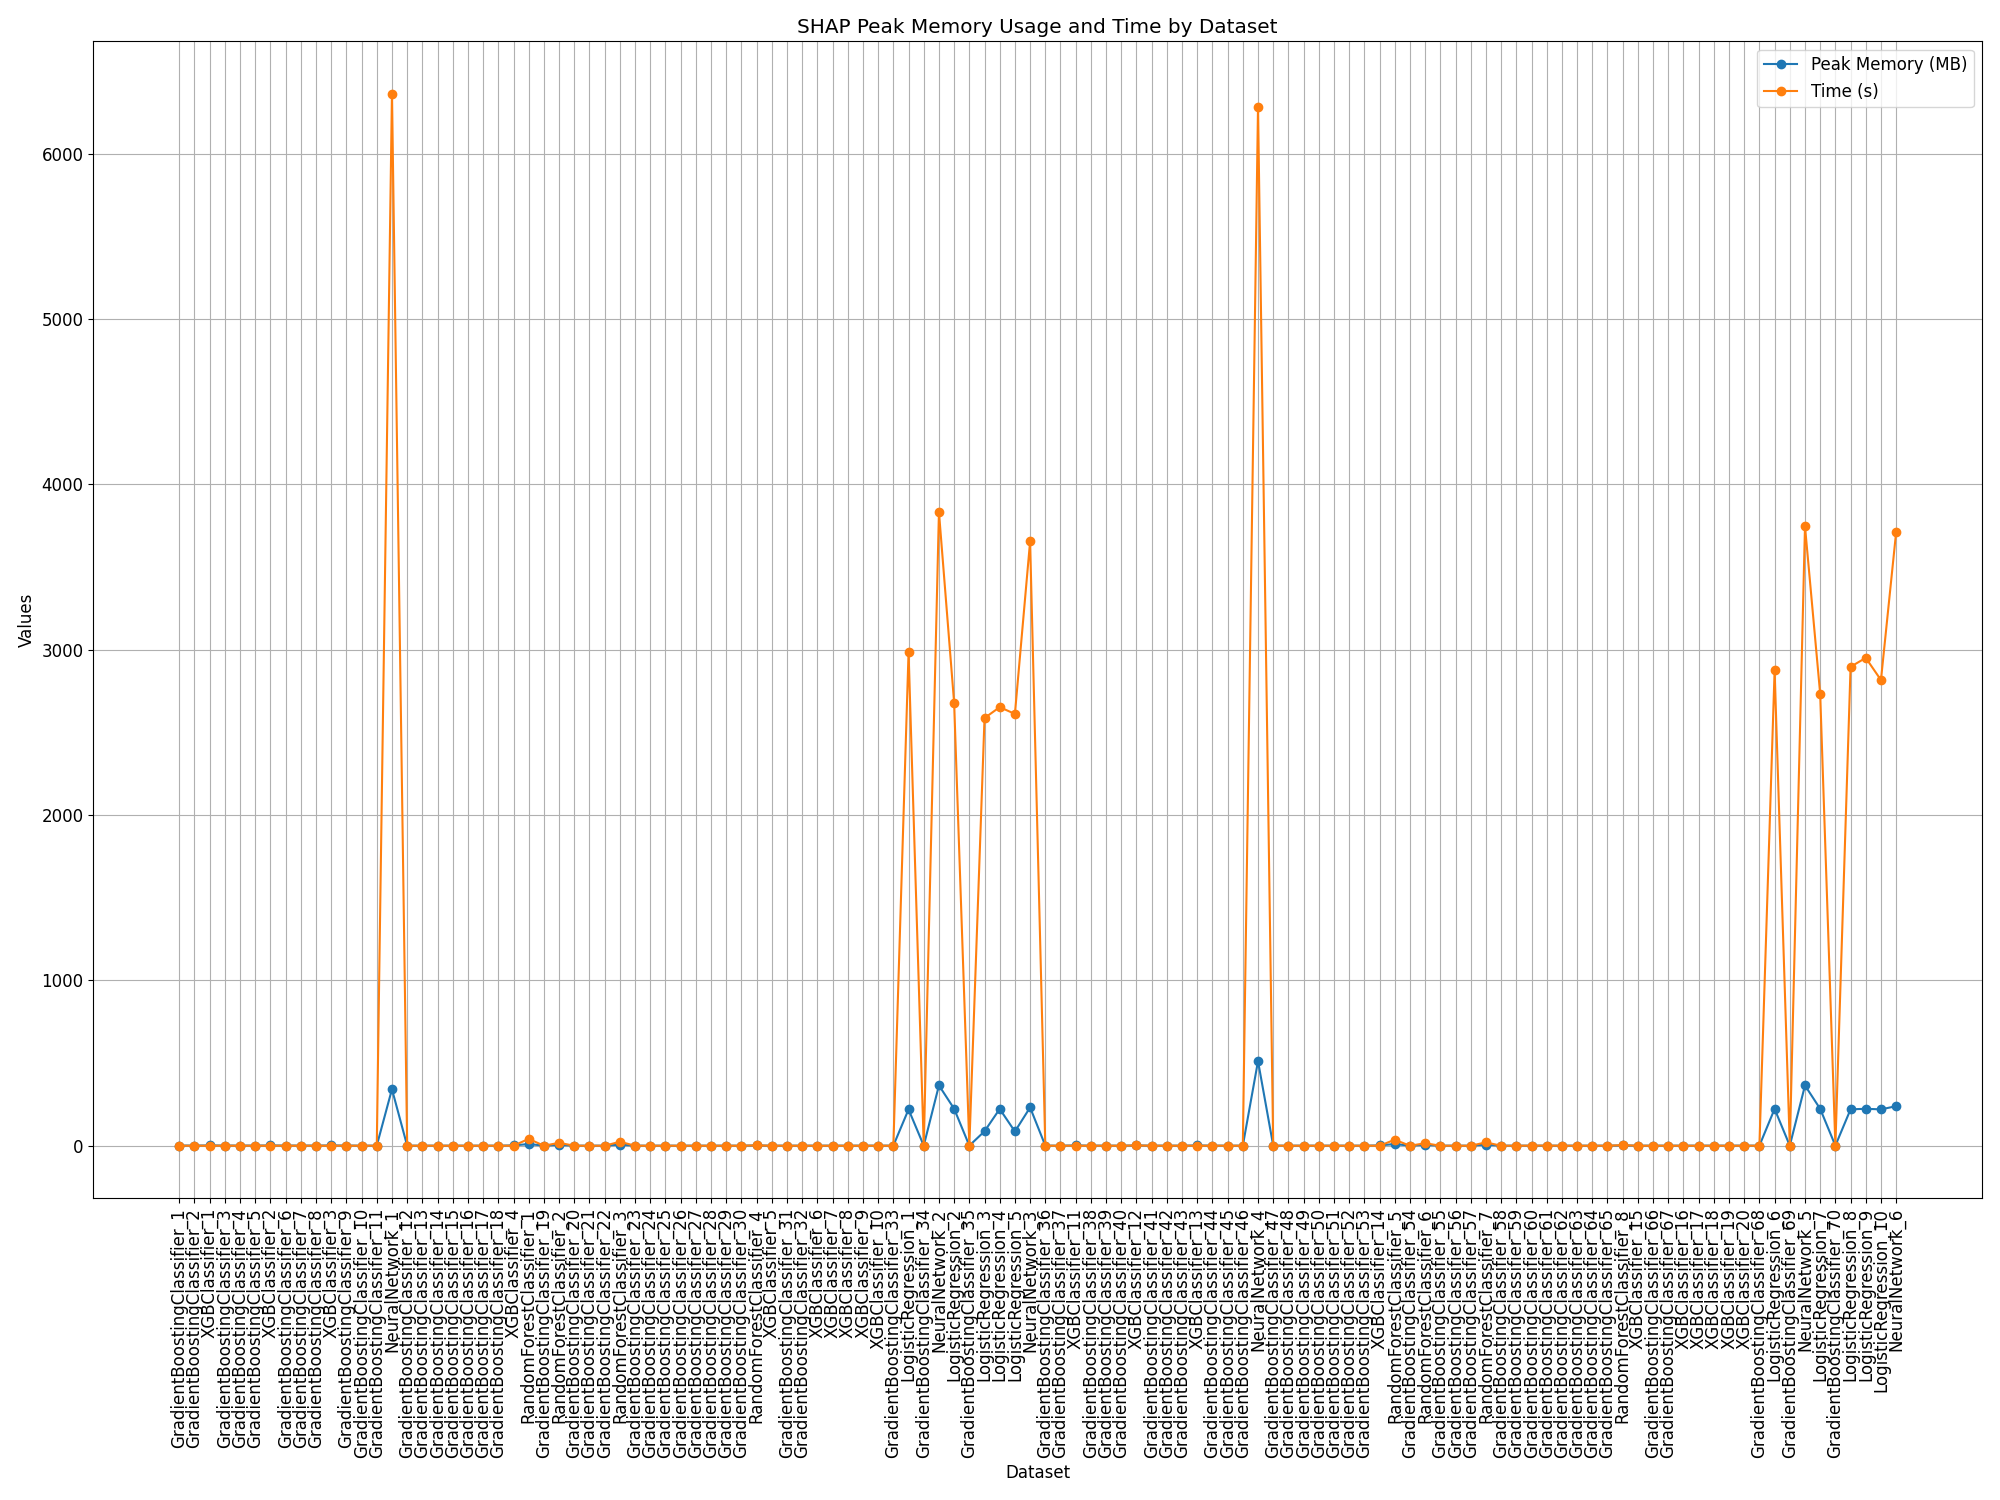 SHAP Peak Memory Usage and Time by Dataset
Peak Memory (MB)
Time (s)
Values
6000
5000
4000
3000
2000
1000
0
GradientBoostingClassifier_1
GradientBoostingClassifier_2
XGBClassifier_1
GradientBoostingClassifier_3
GradientBoostingClassifier_4
GradientBoostingClassifier_5
XGBClassifier_2
GradientBoostingClassifier_6
GradientBoostingClassifier_7
GradientBoostingClassifier_8
XGBClassifier_3
GradientBoostingClassifier_9
GradientBoostingClassifier_10
GradientBoostingClassifier_11
NeuralNetwork_1
GradientBoostingClassifier_12
GradientBoostingClassifier_13
GradientBoostingClassifier_14
GradientBoostingClassifier_15
GradientBoostingClassifier_16
GradientBoostingClassifier_17
GradientBoostingClassifier_18
XGBClassifier_4
RandomForestClassifier_1
GradientBoostingClassifier_19
RandomForestClassifier_2
GradientBoostingClassifier_20
GradientBoostingClassifier_21
GradientBoostingClassifier_22
RandomForestClassifier_3
GradientBoostingClassifier_23
GradientBoostingClassifier_24
GradientBoostingClassifier_25
GradientBoostingClassifier_26
GradientBoostingClassifier_27
GradientBoostingClassifier_28
GradientBoostingClassifier_29
GradientBoostingClassifier_30
RandomForestClassifier_4
XGBClassifier_5
GradientBoostingClassifier_31
GradientBoostingClassifier_32
XGBClassifier_6
XGBClassifier_7
XGBClassifier_8
XGBClassifier_9
XGBClassifier_10
GradientBoostingClassifier_33
LogisticRegression_1
GradientBoostingClassifier_34
NeuralNetwork_2
LogisticRegression_2
GradientBoostingClassifier_35
LogisticRegression_3
LogisticRegression_4
LogisticRegression_5
NeuralNetwork_3
GradientBoostingClassifier_36
GradientBoostingClassifier_37
XGBClassifier_11
GradientBoostingClassifier_38
GradientBoostingClassifier_39
GradientBoostingClassifier_40
XGBClassifier_12
GradientBoostingClassifier_41
GradientBoostingClassifier_42
GradientBoostingClassifier_43
XGBClassifier_13
GradientBoostingClassifier_44
GradientBoostingClassifier_45
GradientBoostingClassifier_46
NeuralNetwork_4
GradientBoostingClassifier_47
GradientBoostingClassifier_48
GradientBoostingClassifier_49
GradientBoostingClassifier_50
GradientBoostingClassifier_51
GradientBoostingClassifier_52
GradientBoostingClassifier_53
XGBClassifier_14
RandomForestClassifier_5
GradientBoostingClassifier_54
RandomForestClassifier_6
GradientBoostingClassifier_55
GradientBoostingClassifier_56
GradientBoostingClassifier_57
RandomForestClassifier_7
GradientBoostingClassifier_58
GradientBoostingClassifier_59
GradientBoostingClassifier_60
GradientBoostingClassifier_61
GradientBoostingClassifier_62
GradientBoostingClassifier_63
GradientBoostingClassifier_64
GradientBoostingClassifier_65
RandomForestClassifier_8
XGBClassifier_15
GradientBoostingClassifier_66
GradientBoostingClassifier_67
XGBClassifier_16
XGBClassifier_17
XGBClassifier_18
XGBClassifier_19
XGBClassifier_20
GradientBoostingClassifier_68
LogisticRegression_6
GradientBoostingClassifier_69
NeuralNetwork_5
LogisticRegression_7
GradientBoostingClassifier_70
LogisticRegression_8
LogisticRegression_9
LogisticRegression_10
NeuralNetwork_6
Dataset